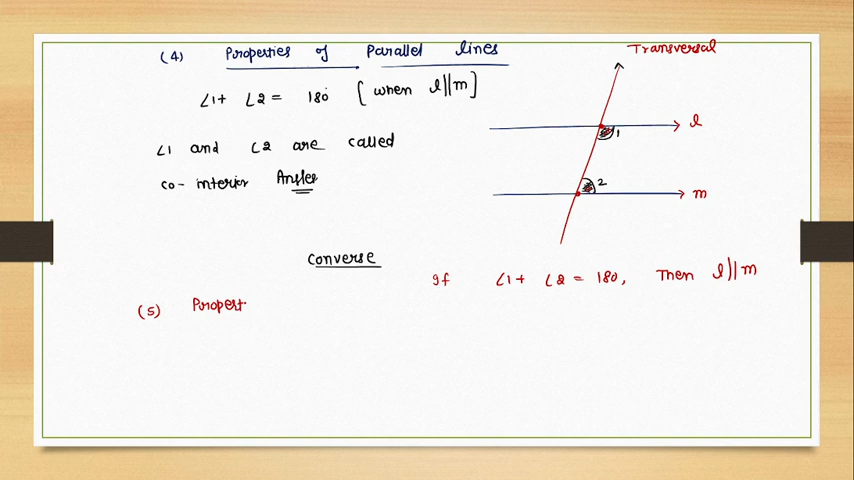 (4) Properties of Parallel lines
∠1 + ∠2 = 180° [when l||m]
∠1 and ∠2 are called
co-interior Angles
Transversal
l
1
2
m
Converse
If ∠1 + ∠2 = 180, Then l||m
(5) Propert